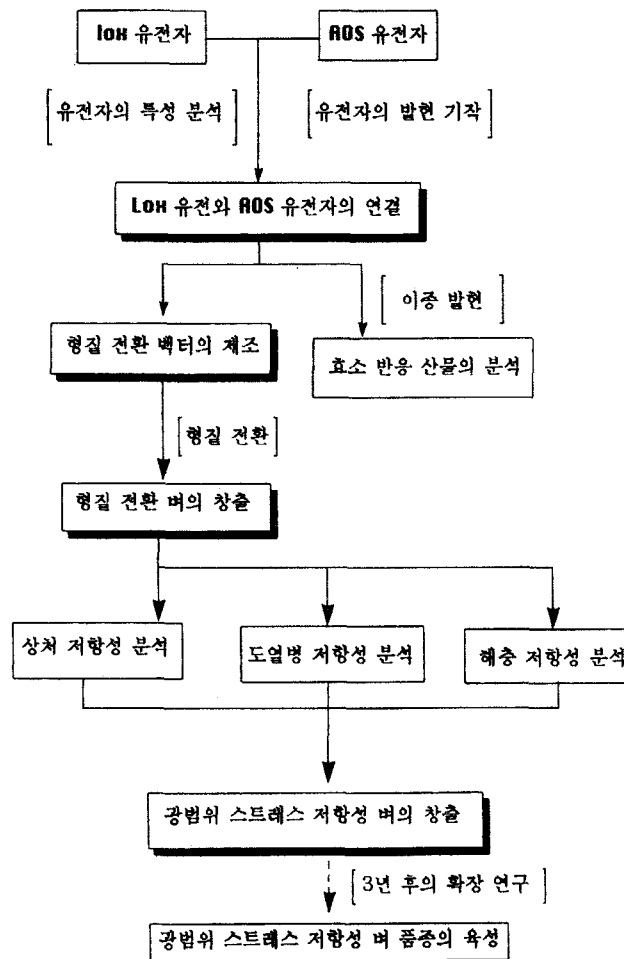 lox 유전자
AOS 유전자
[유전자의 특성 분석]
[유전자의 발현 기작]
Lox 유전와 AOS 유전자의 연결
[이중 발현]
형질 전환 벡터의 제조
효소 반응 산물의 분석
[형질 전환]
형질 전환 벼의 창출
상처 저항성 분석
도열병 저항성 분석
해충 저항성 분석
광범위 스트레스 저항성 벼의 창출
[3년 후의 확장 연구]
광범위 스트레스 저항성 벼 품종의 육성